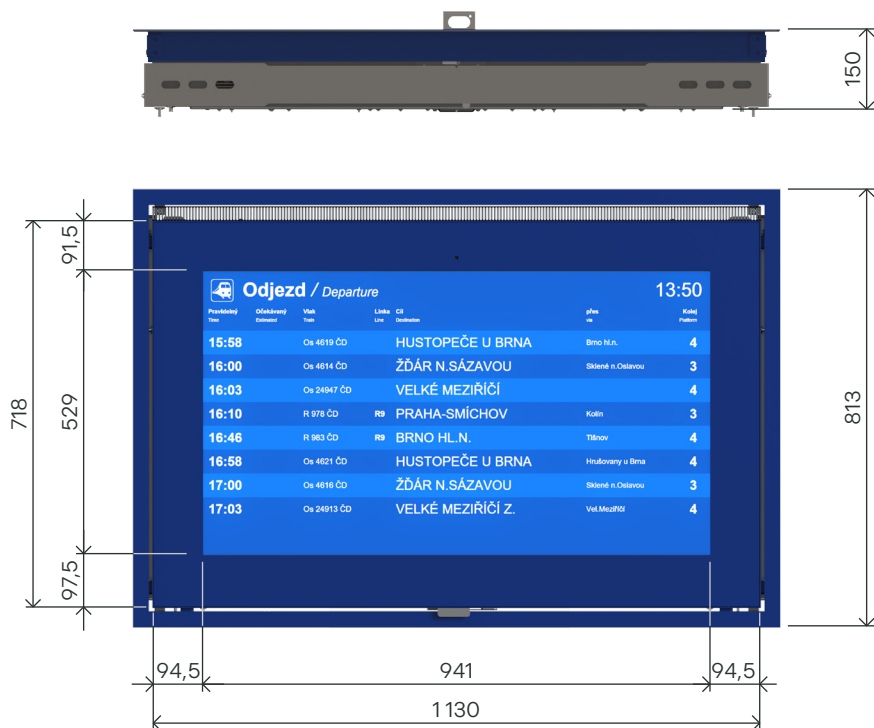 150
Odjezd / Departure 13:50
Pravidelný Očekávaný Vlak Linka Cíl přes Kolej
Time Estimated Train Line Destination via Platform
15:58 Os 4619 ČD HUSTOPEČE U BRNA Brno hl.n. 4
16:00 Os 4614 ČD ŽĎÁR N.SÁZAVOU Sklené n.Oslavou 3
16:03 Os 24947 ČD VELKÉ MEZIŘÍČÍ 4
16:10 R 978 ČD R9 PRAHA-SMÍCHOV Kolín 3
16:46 R 983 ČD R9 BRNO HL.N. Tišnov 4
16:58 Os 4621 ČD HUSTOPEČE U BRNA Hrušovany u Brna 4
17:00 Os 4616 ČD ŽĎÁR N.SÁZAVOU Sklené n.Oslavou 3
17:03 Os 24913 ČD VELKÉ MEZIŘÍČÍ Z. Vel.Meziříčí 4
91,5
529
718
97,5
813
94,5 941 94,5
1130